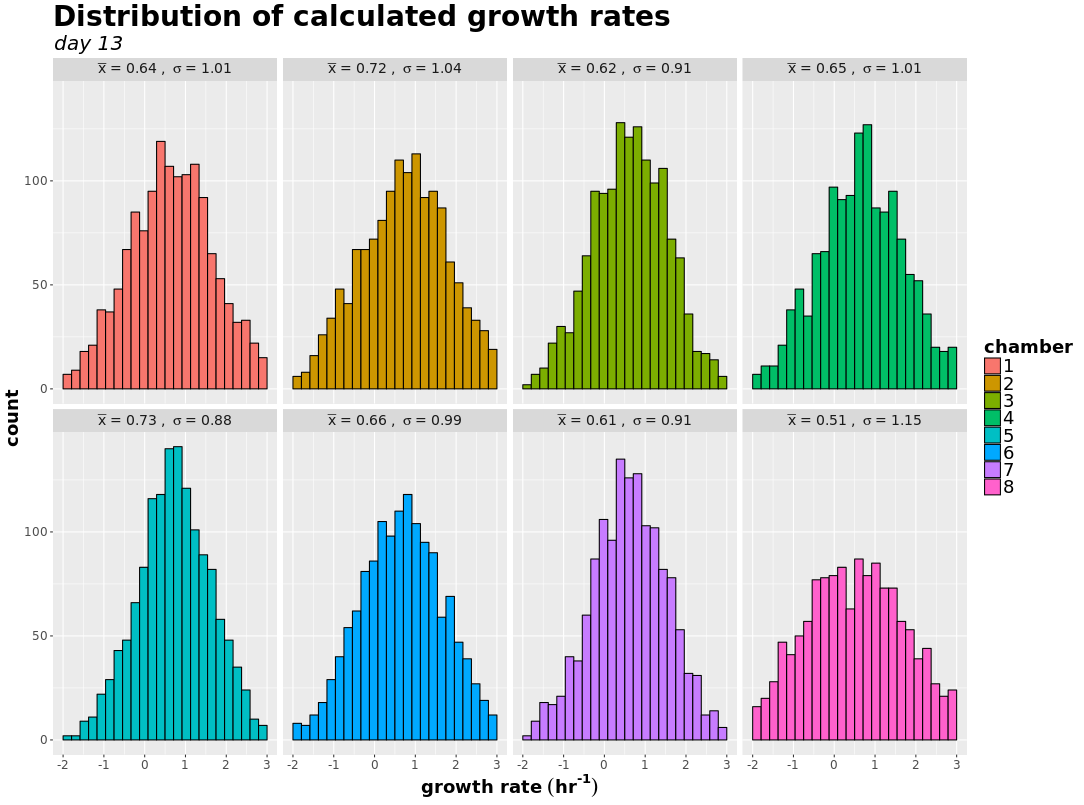 Distribution of calculated growth rates
day 13
x̅ = 0.64 , σ = 1.01
x̅ = 0.72 , σ = 1.04
x̅ = 0.62 , σ = 0.91
x̅ = 0.65 , σ = 1.01
100
50
0
x̅ = 0.73 , σ = 0.88
x̅ = 0.66 , σ = 0.99
x̅ = 0.61 , σ = 0.91
x̅ = 0.51 , σ = 1.15
100
50
0
-2 -1 0 1 2 3
-2 -1 0 1 2 3
-2 -1 0 1 2 3
-2 -1 0 1 2 3
count
growth rate (hr⁻¹)
chamber
1
2
3
4
5
6
7
8